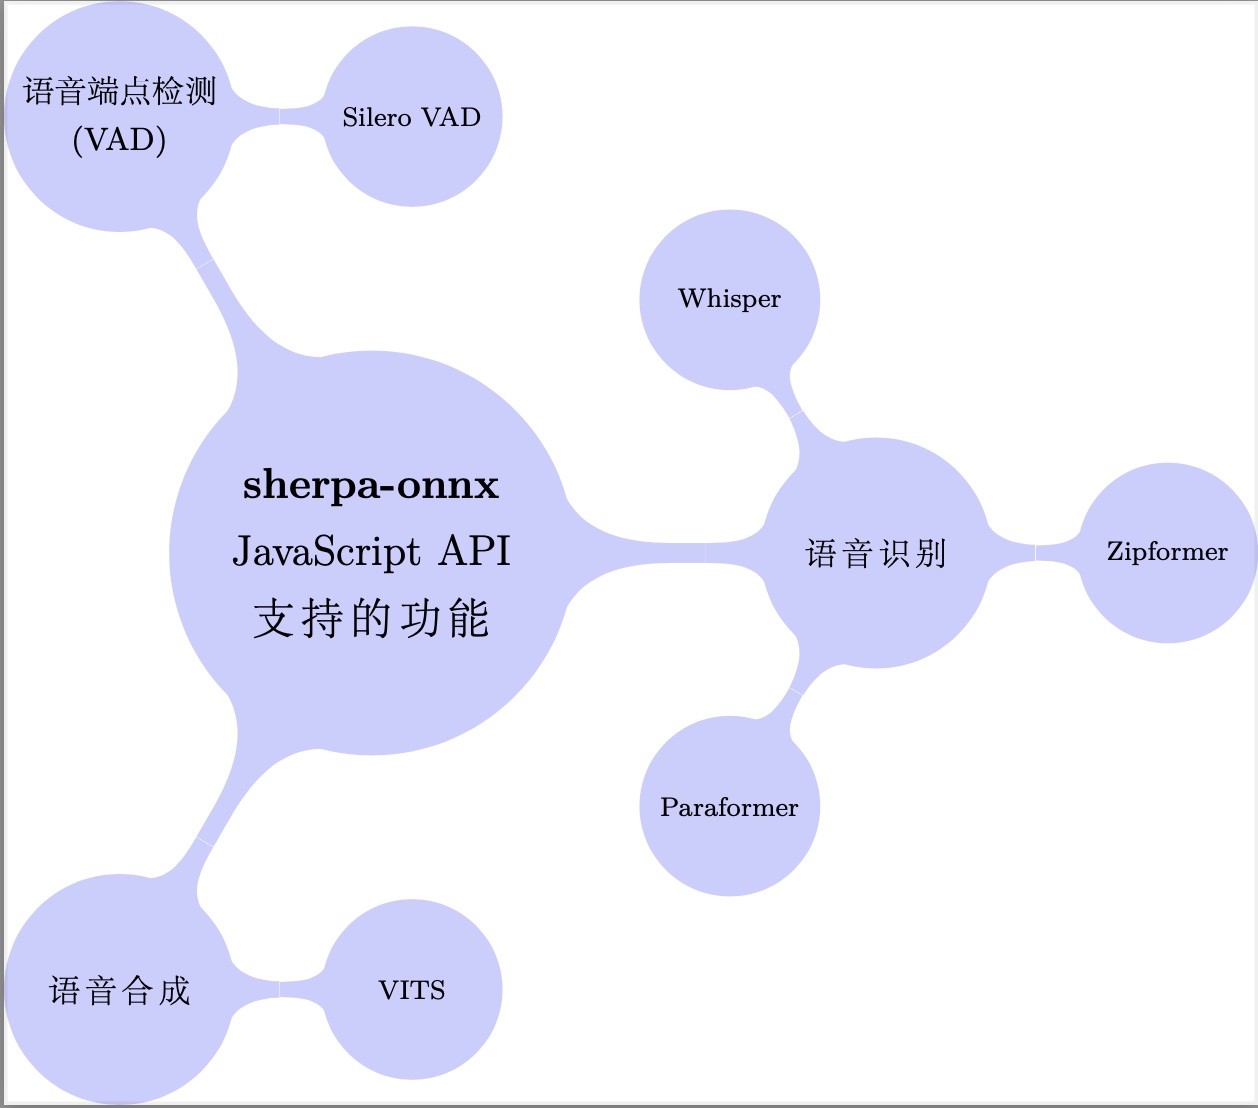 语音端点检测
(VAD)
Silero VAD
Whisper
sherpa-onnx
JavaScript API
支持的功能
语音识别
Zipformer
Paraformer
语音合成
VITS